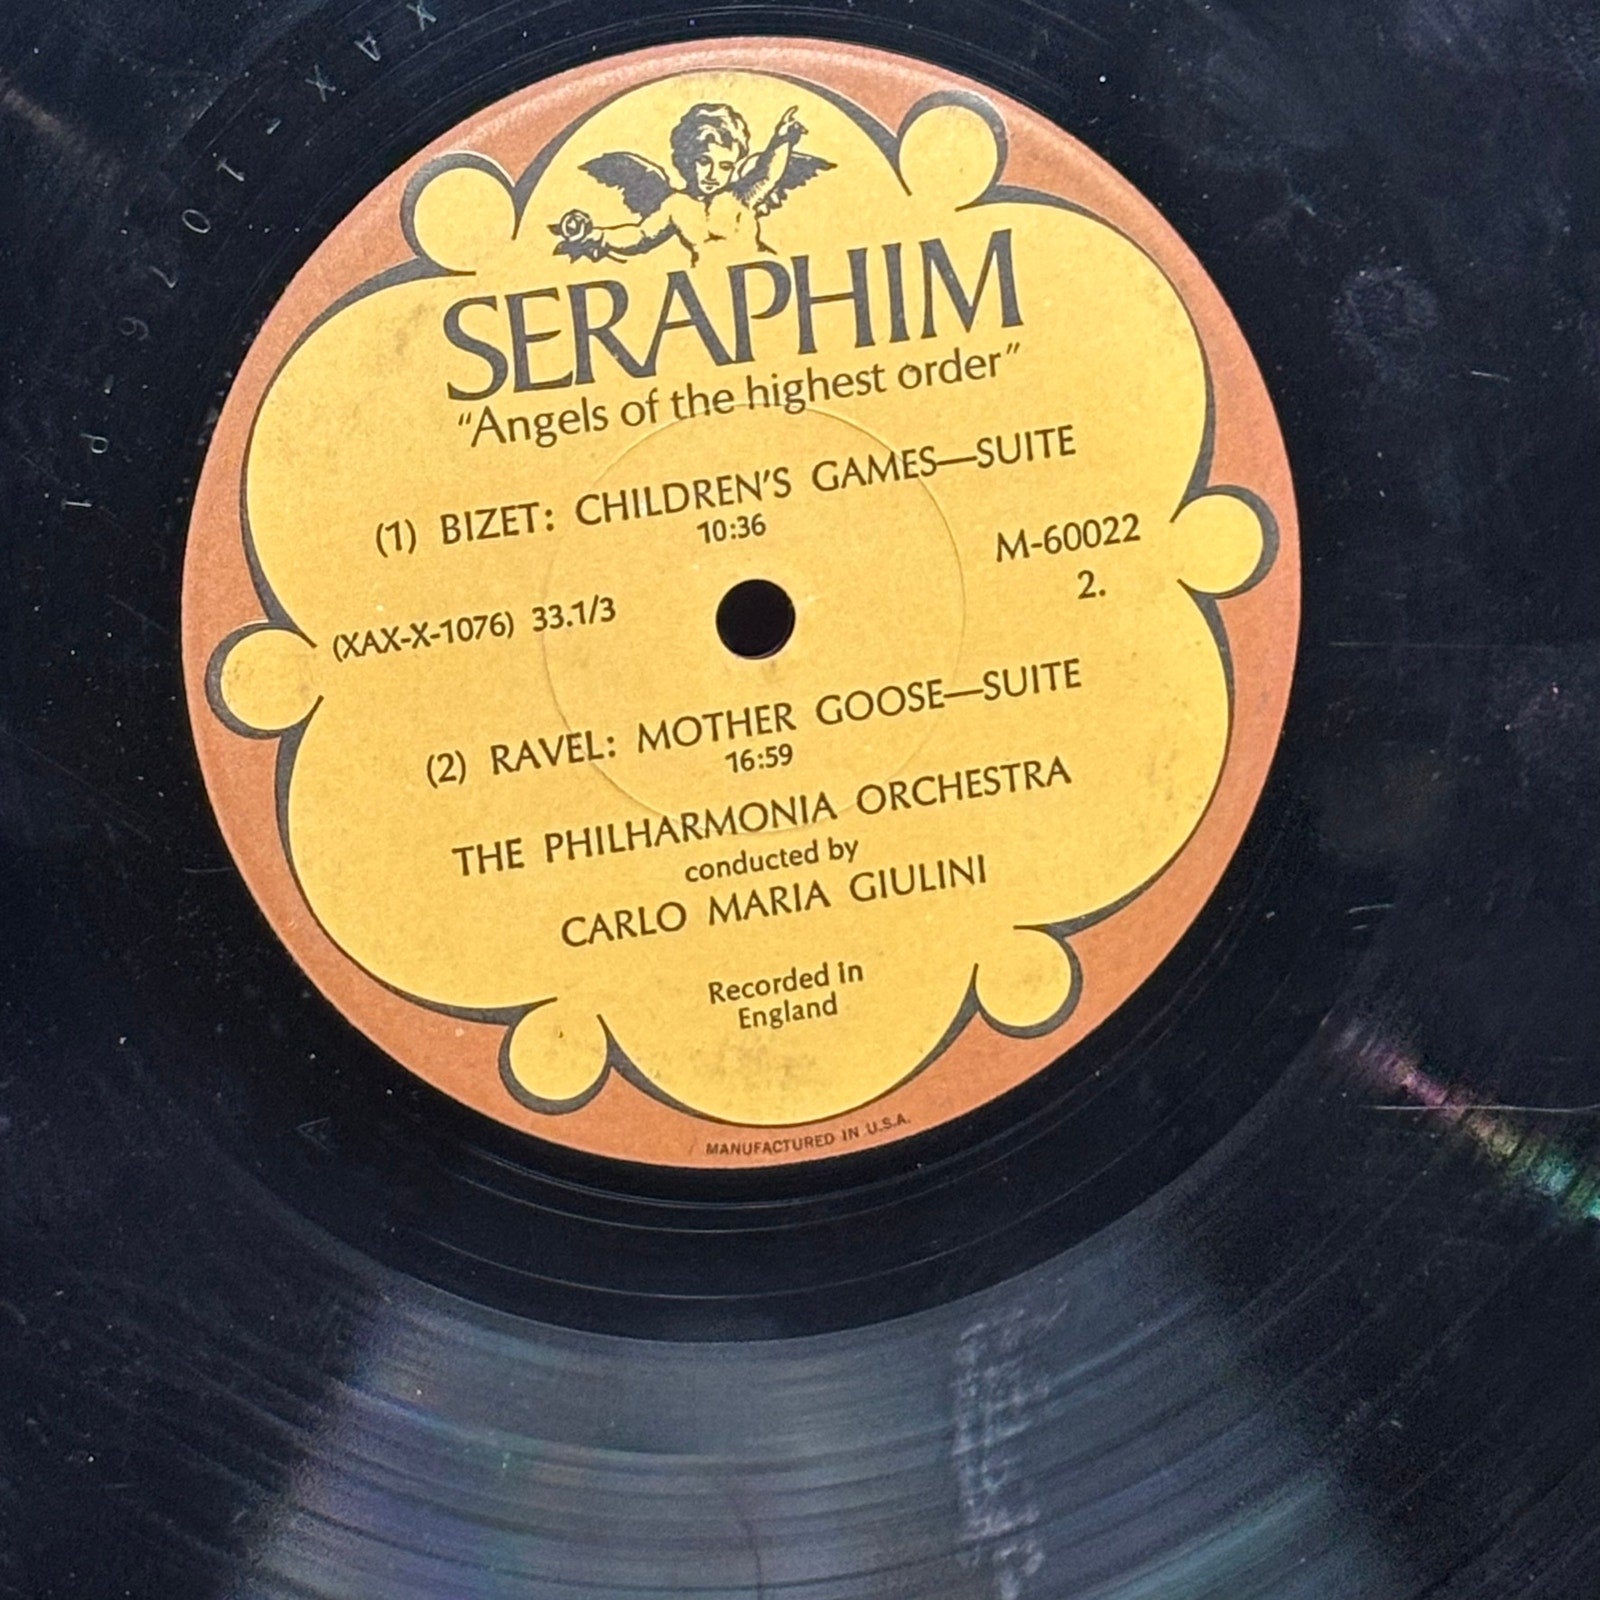 SERAPHIM
"Angels of the highest order"
(1) BIZET: CHILDREN'S GAMES—SUITE
10:36
M-60022
2.
(XAX-X-1076) 33.1/3
(2) RAVEL: MOTHER GOOSE—SUITE
16:59
THE PHILHARMONIA ORCHESTRA
conducted by
CARLO MARIA GIULINI
Recorded in
England
MANUFACTURED IN U.S.A.